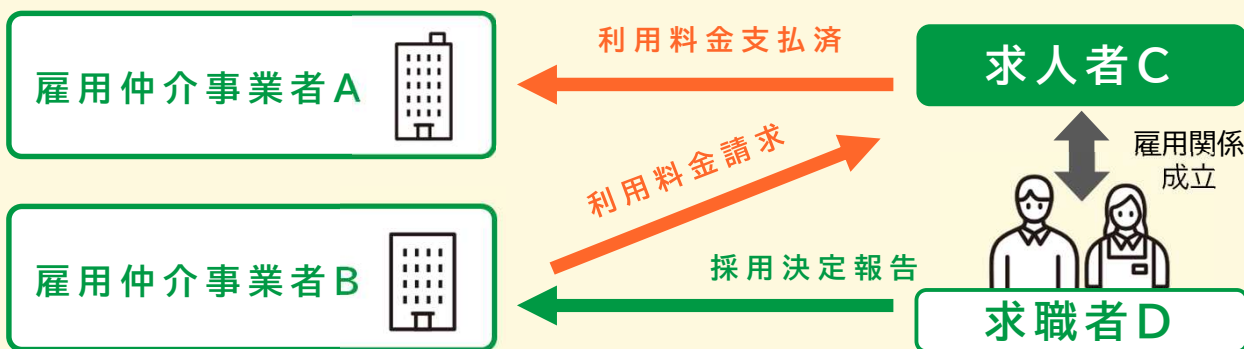 雇用仲介事業者A
利用料金支払済
求人者C
利用料金請求
雇用関係
成立
雇用仲介事業者B
採用決定報告
求職者D